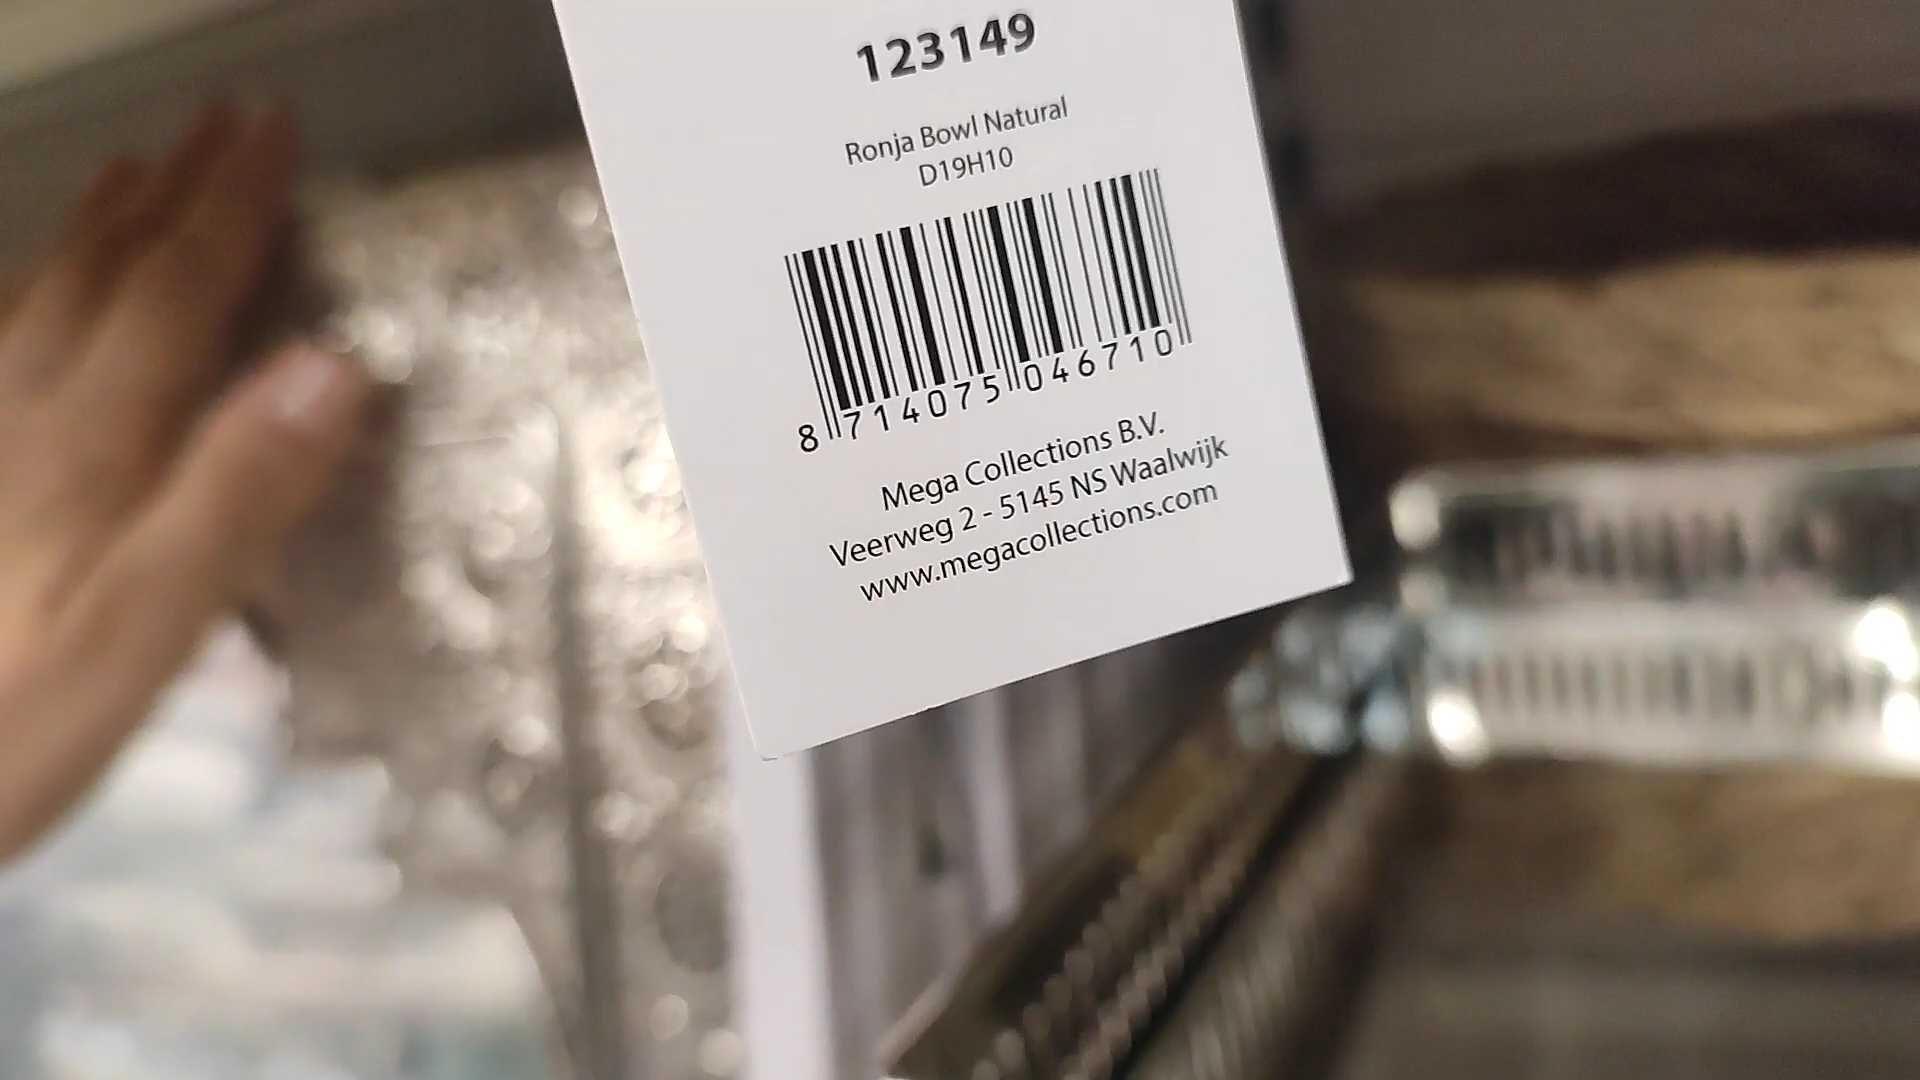 123149
Ronja Bowl Natural
D19H10
8 714075 046710
Mega Collections B.V.
Veerweg 2 - 5145 NS Waalwijk
www.megacollections.com